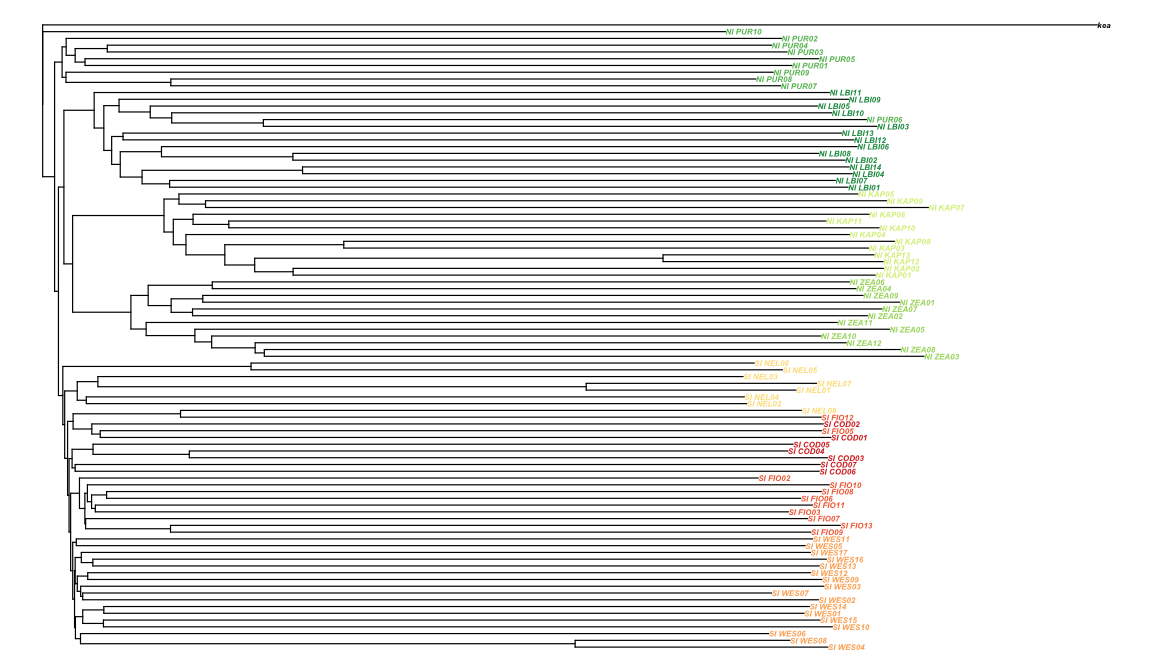 kea
NI PUR10
NI PUR02
NI PUR04
NI PUR03
NI PUR05
NI PUR01
NI PUR09
NI PUR08
NI PUR07
NI LBI11
NI LBI09
NI LBI05
NI LBI10
NI PUR06
NI LBI03
NI LBI13
NI LBI12
NI LBI06
NI LBI08
NI LBI02
NI LBI14
NI LBI04
NI LBI07
NI LBI01
NI KAP05
NI KAP09
NI KAP07
NI KAP06
NI KAP11
NI KAP10
NI KAP04
NI KAP08
NI KAP03
NI KAP13
NI KAP12
NI KAP02
NI KAP01
NI ZEA06
NI ZEA04
NI ZEA09
NI ZEA01
NI ZEA07
NI ZEA02
NI ZEA11
NI ZEA05
NI ZEA10
NI ZEA12
NI ZEA08
NI ZEA03
SI NEL06
SI NEL05
SI NEL03
SI NEL07
SI NEL01
SI NEL04
SI NEL02
SI NEL08
SI FIO12
SI COD02
SI FIO05
SI COD01
SI COD05
SI COD04
SI COD03
SI COD07
SI COD06
SI FIO02
SI FIO10
SI FIO08
SI FIO06
SI FIO11
SI FIO03
SI FIO07
SI FIO13
SI FIO09
SI WES11
SI WES05
SI WES17
SI WES16
SI WES13
SI WES12
SI WES09
SI WES03
SI WES07
SI WES02
SI WES14
SI WES01
SI WES15
SI WES10
SI WES06
SI WES08
SI WES04